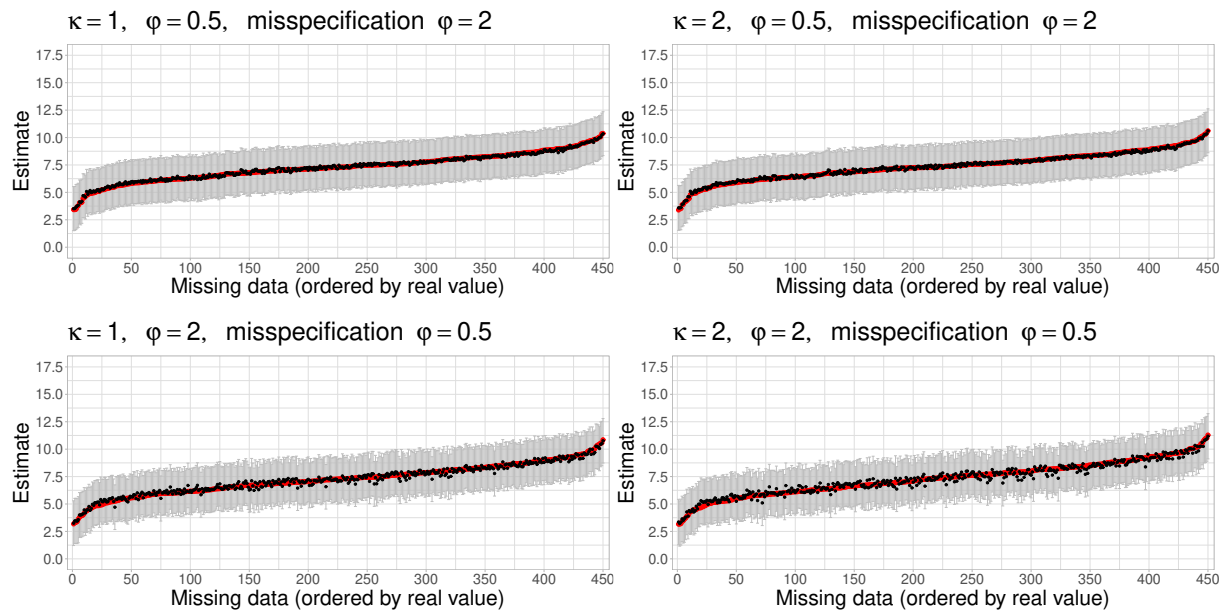 κ = 1,   φ = 0.5,   misspecification   φ = 2
17.5
15.0
12.5
10.0
7.5
5.0
2.5
0.0
Estimate
0 50 100 150 200 250 300 350 400 450
Missing data (ordered by real value)
κ = 2,   φ = 0.5,   misspecification   φ = 2
17.5
15.0
12.5
10.0
7.5
5.0
2.5
0.0
Estimate
0 50 100 150 200 250 300 350 400 450
Missing data (ordered by real value)
κ = 1,   φ = 2,   misspecification   φ = 0.5
17.5
15.0
12.5
10.0
7.5
5.0
2.5
0.0
Estimate
0 50 100 150 200 250 300 350 400 450
Missing data (ordered by real value)
κ = 2,   φ = 2,   misspecification   φ = 0.5
17.5
15.0
12.5
10.0
7.5
5.0
2.5
0.0
Estimate
0 50 100 150 200 250 300 350 400 450
Missing data (ordered by real value)